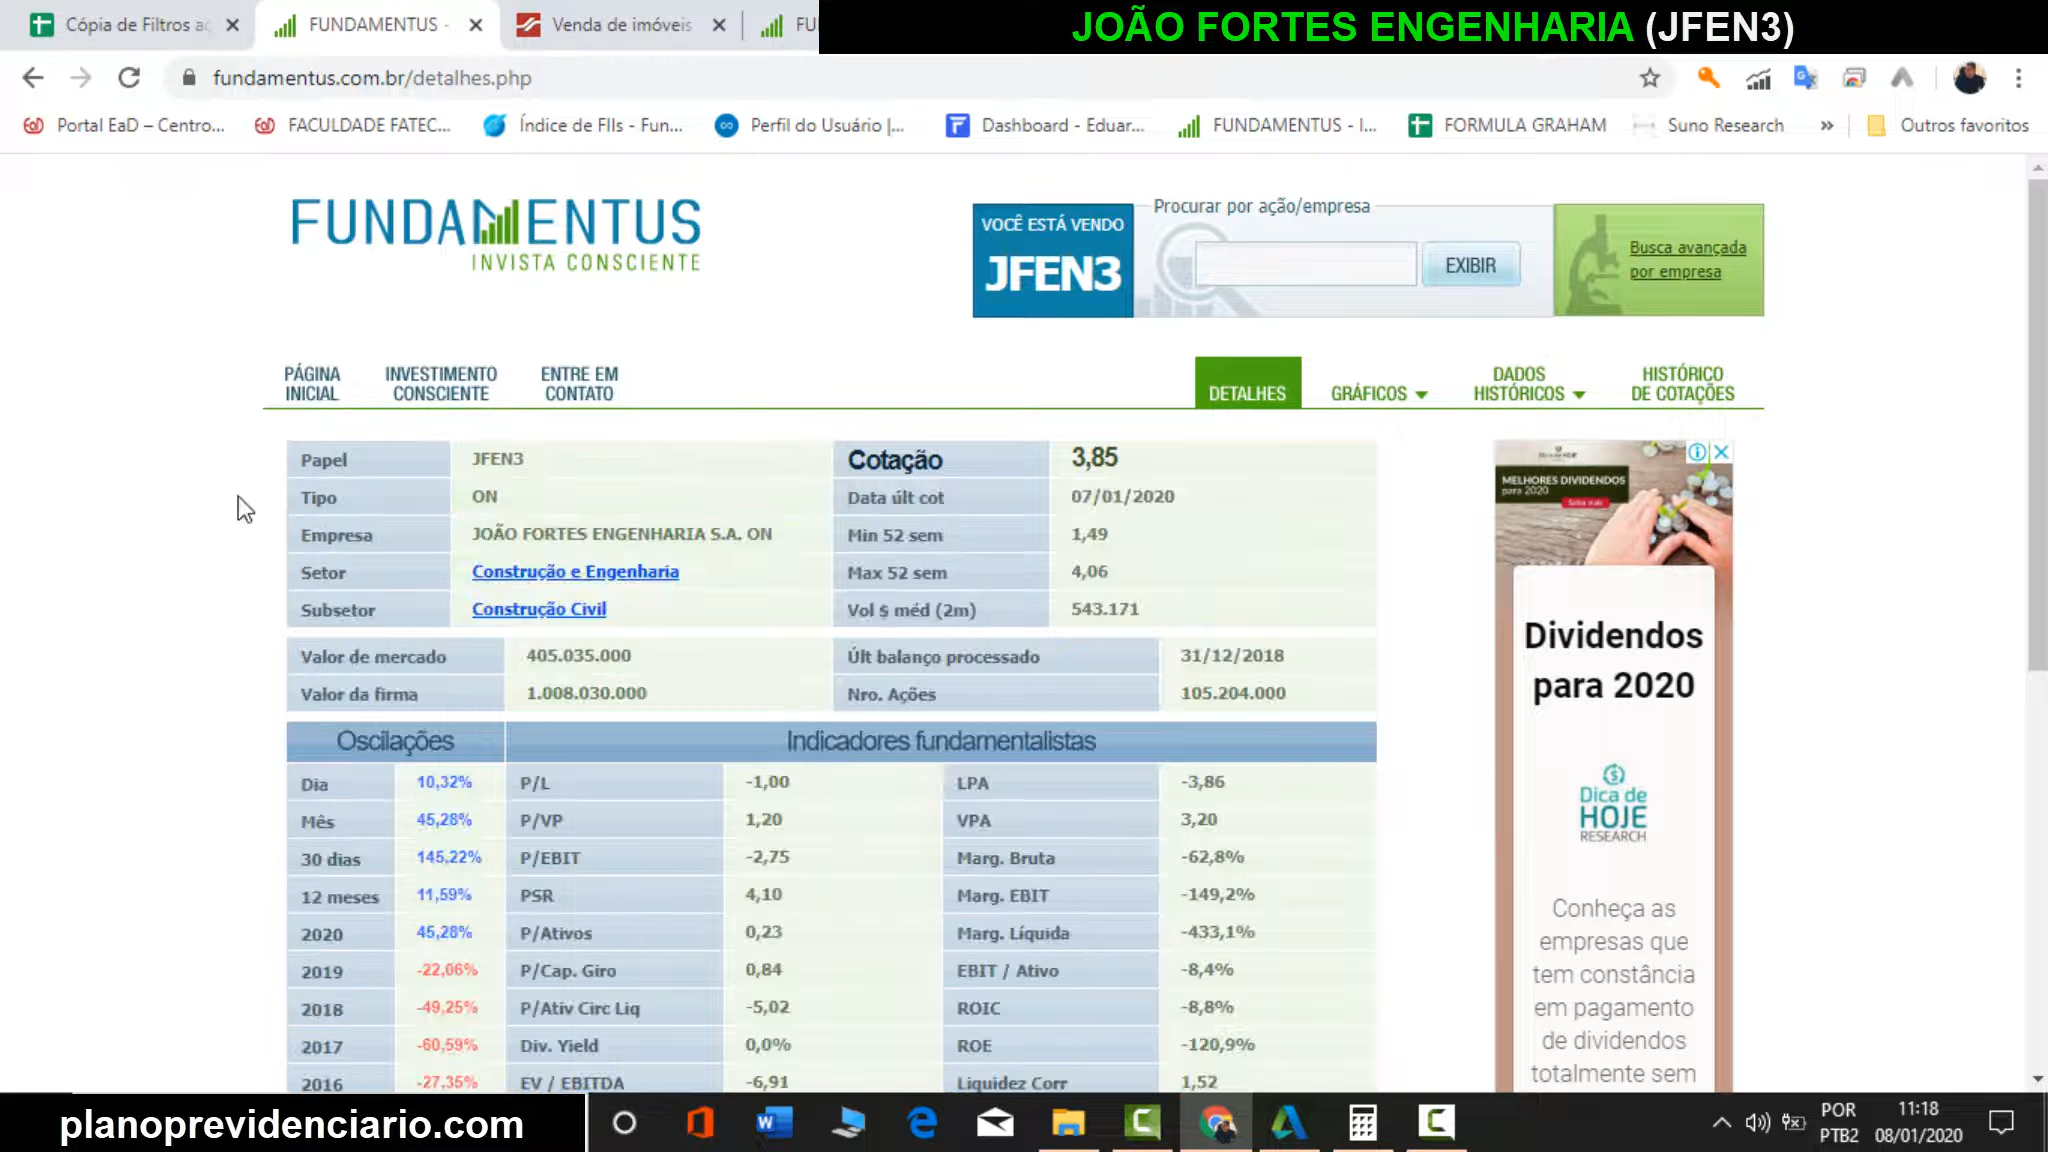 Cópia de Filtros aç
FUNDAMENTUS -
Venda de imóveis
FU
JOÃO FORTES ENGENHARIA (JFEN3)
fundamentus.com.br/detalhes.php
Portal EaD – Centro...
FACULDADE FATEC...
Índice de FIIs - Fun...
Perfil do Usuário |...
Dashboard - Eduar...
FUNDAMENTUS - I...
FORMULA GRAHAM
Suno Research
»
Outros favoritos
FUNDAMENTUS
INVISTA CONSCIENTE
VOCÊ ESTÁ VENDO
JFEN3
Procurar por ação/empresa
EXIBIR
Busca avançada
por empresa
PÁGINA
INICIAL
INVESTIMENTO
CONSCIENTE
ENTRE EM
CONTATO
DETALHES
GRÁFICOS
DADOS
HISTÓRICOS
HISTÓRICO
DE COTAÇÕES
Papel JFEN3 Cotação 3,85
Tipo ON Data últ cot 07/01/2020
Empresa JOÃO FORTES ENGENHARIA S.A. ON Min 52 sem 1,49
Setor Construção e Engenharia Max 52 sem 4,06
Subsetor Construção Civil Vol $ méd (2m) 543.171
Valor de mercado 405.035.000 Últ balanço processado 31/12/2018
Valor da firma 1.008.030.000 Nro. Ações 105.204.000
Oscilações Indicadores fundamentalistas
Dia 10,32% P/L -1,00 LPA -3,86
Mês 45,28% P/VP 1,20 VPA 3,20
30 dias 145,22% P/EBIT -2,75 Marg. Bruta -62,8%
12 meses 11,59% PSR 4,10 Marg. EBIT -149,2%
2020 45,28% P/Ativos 0,23 Marg. Líquida -433,1%
2019 -22,06% P/Cap. Giro 0,84 EBIT / Ativo -8,4%
2018 -49,25% P/Ativ Circ Liq -5,02 ROIC -8,8%
2017 -60,59% Div. Yield 0,0% ROE -120,9%
2016 -27,35% EV / EBITDA -6,91 Liquidez Corr 1,52
MELHORES DIVIDENDOS
para 2020
Dividendos
para 2020
Dica de
HOJE
RESEARCH
Conheça as
empresas que
tem constância
em pagamento
de dividendos
totalmente sem
planoprevidenciario.com
POR
PTB2
11:18
08/01/2020